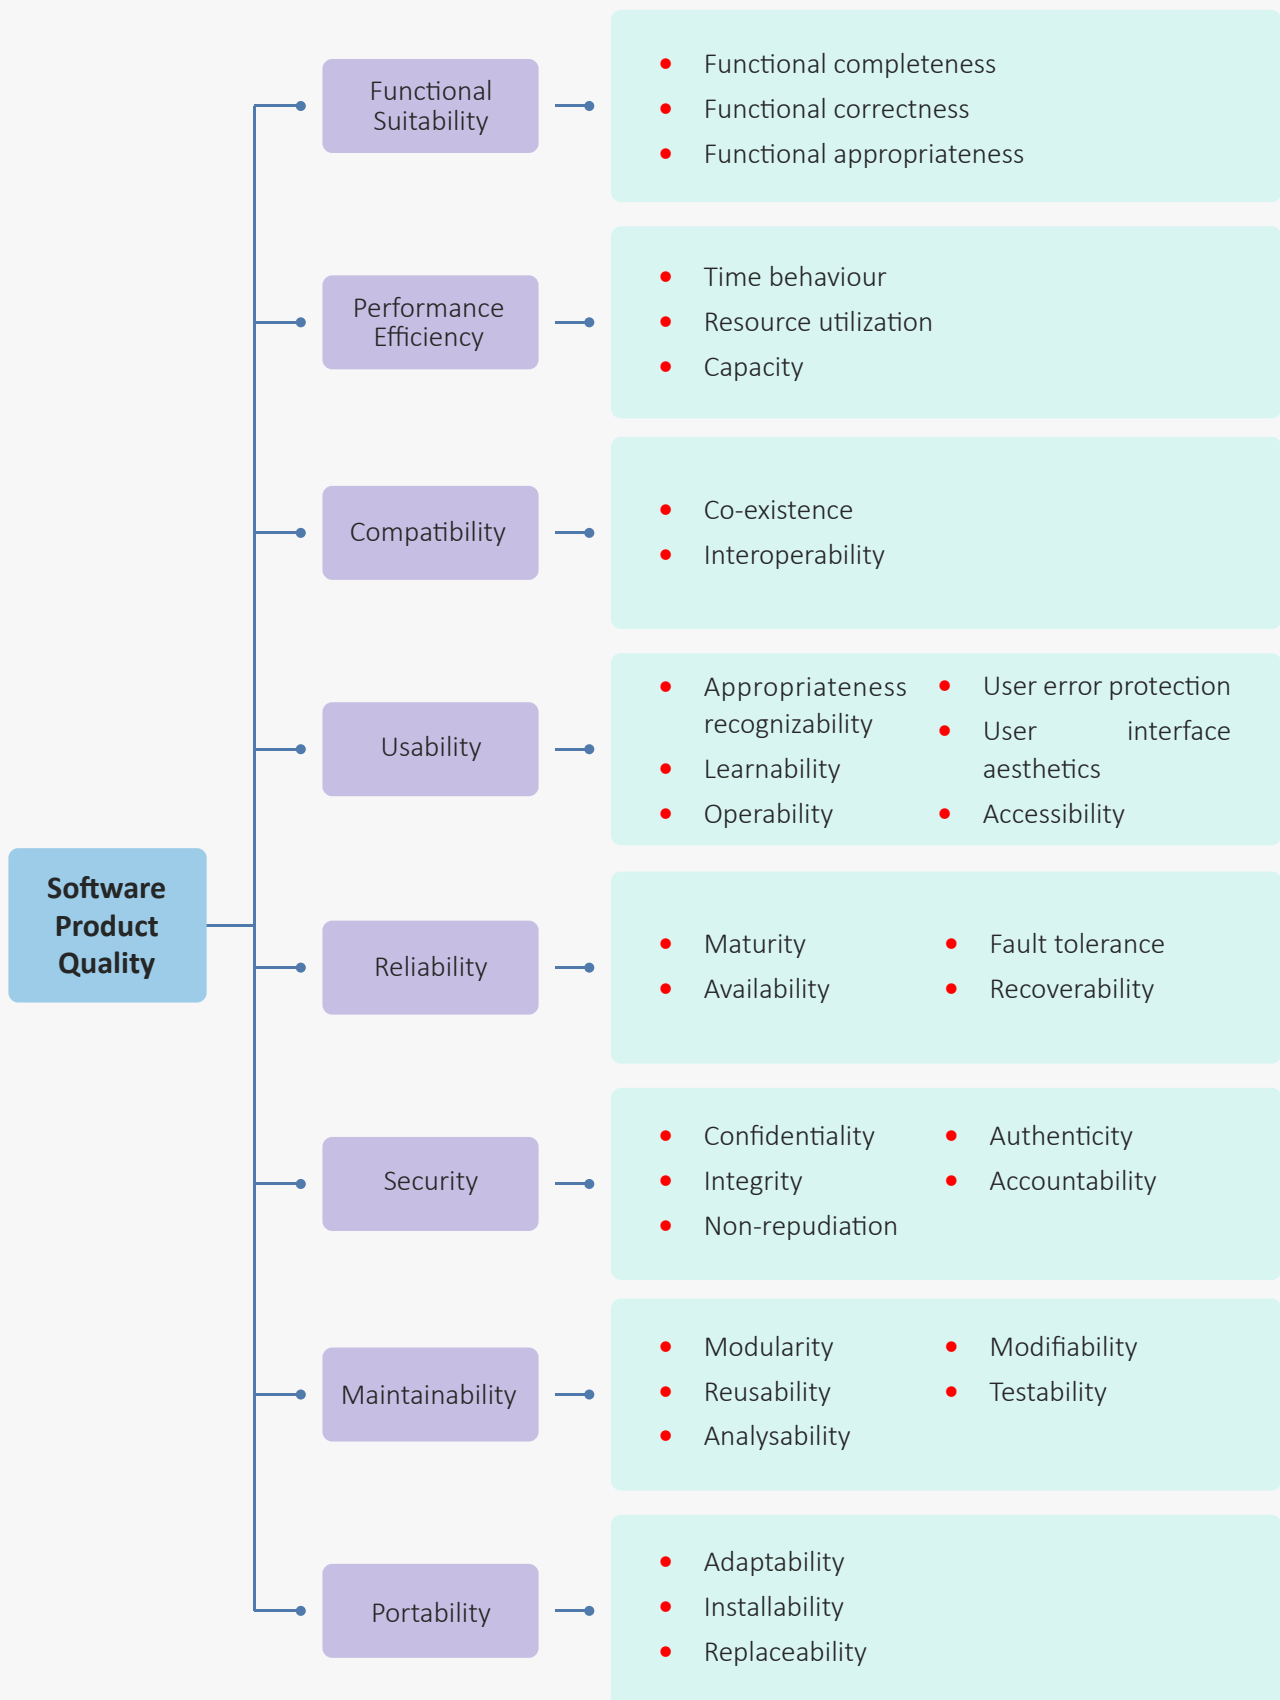 Functional
Suitability
Functional completeness
Functional correctness
Functional appropriateness
Performance
Efficiency
Time behaviour
Resource utilization
Capacity
Compatibility
Co-existence
Interoperability
Usability
Appropriateness
recognizability
Learnability
Operability
User error protection
User interface
aesthetics
Accessibility
Software
Product
Quality
Reliability
Maturity
Availability
Fault tolerance
Recoverability
Security
Confidentiality
Integrity
Non-repudiation
Authenticity
Accountability
Maintainability
Modularity
Reusability
Analysability
Modifiability
Testability
Portability
Adaptability
Installability
Replaceability